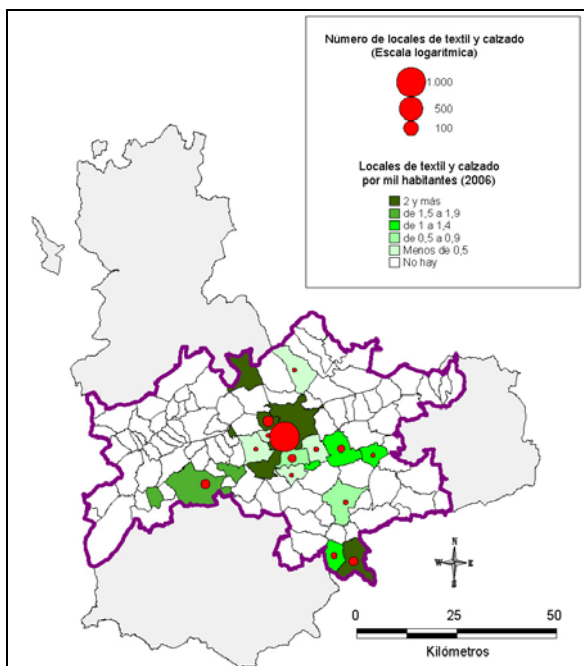 Número de locales de textil y calzado
(Escala logarítmica)
1.000
500
100
Locales de textil y calzado
por mil habitantes (2006)
2 y más
de 1,5 a 1,9
de 1 a 1,4
de 0,5 a 0,9
Menos de 0,5
No hay
N
W E
S
0 25 50
Kilómetros